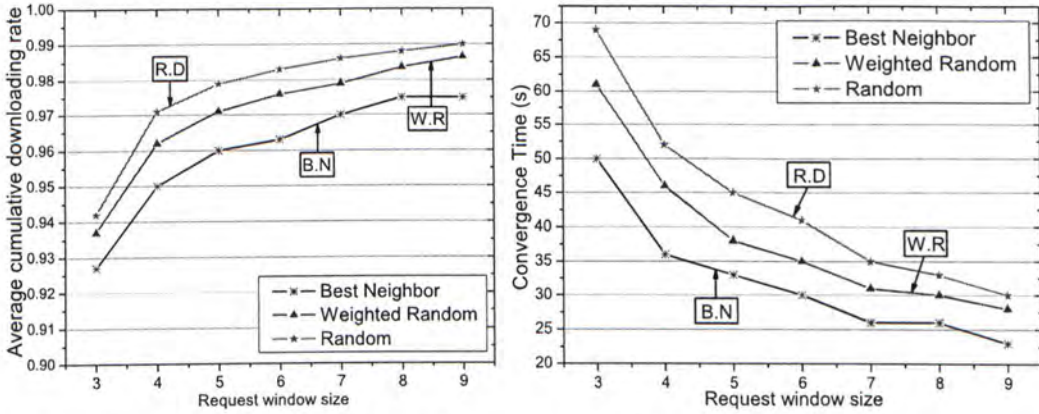 Average cumulative downloading rate
1.00
0.99
0.98
0.97
0.96
0.95
0.94
0.93
0.92
0.91
0.90
R.D
W.R
B.N
Best Neighbor
Weighted Random
Random
3 4 5 6 7 8 9
Request window size
Convergence Time (s)
70
65
60
55
50
45
40
35
30
25
20
Best Neighbor
Weighted Random
Random
R.D
W.R
B.N
3 4 5 6 7 8 9
Request window size